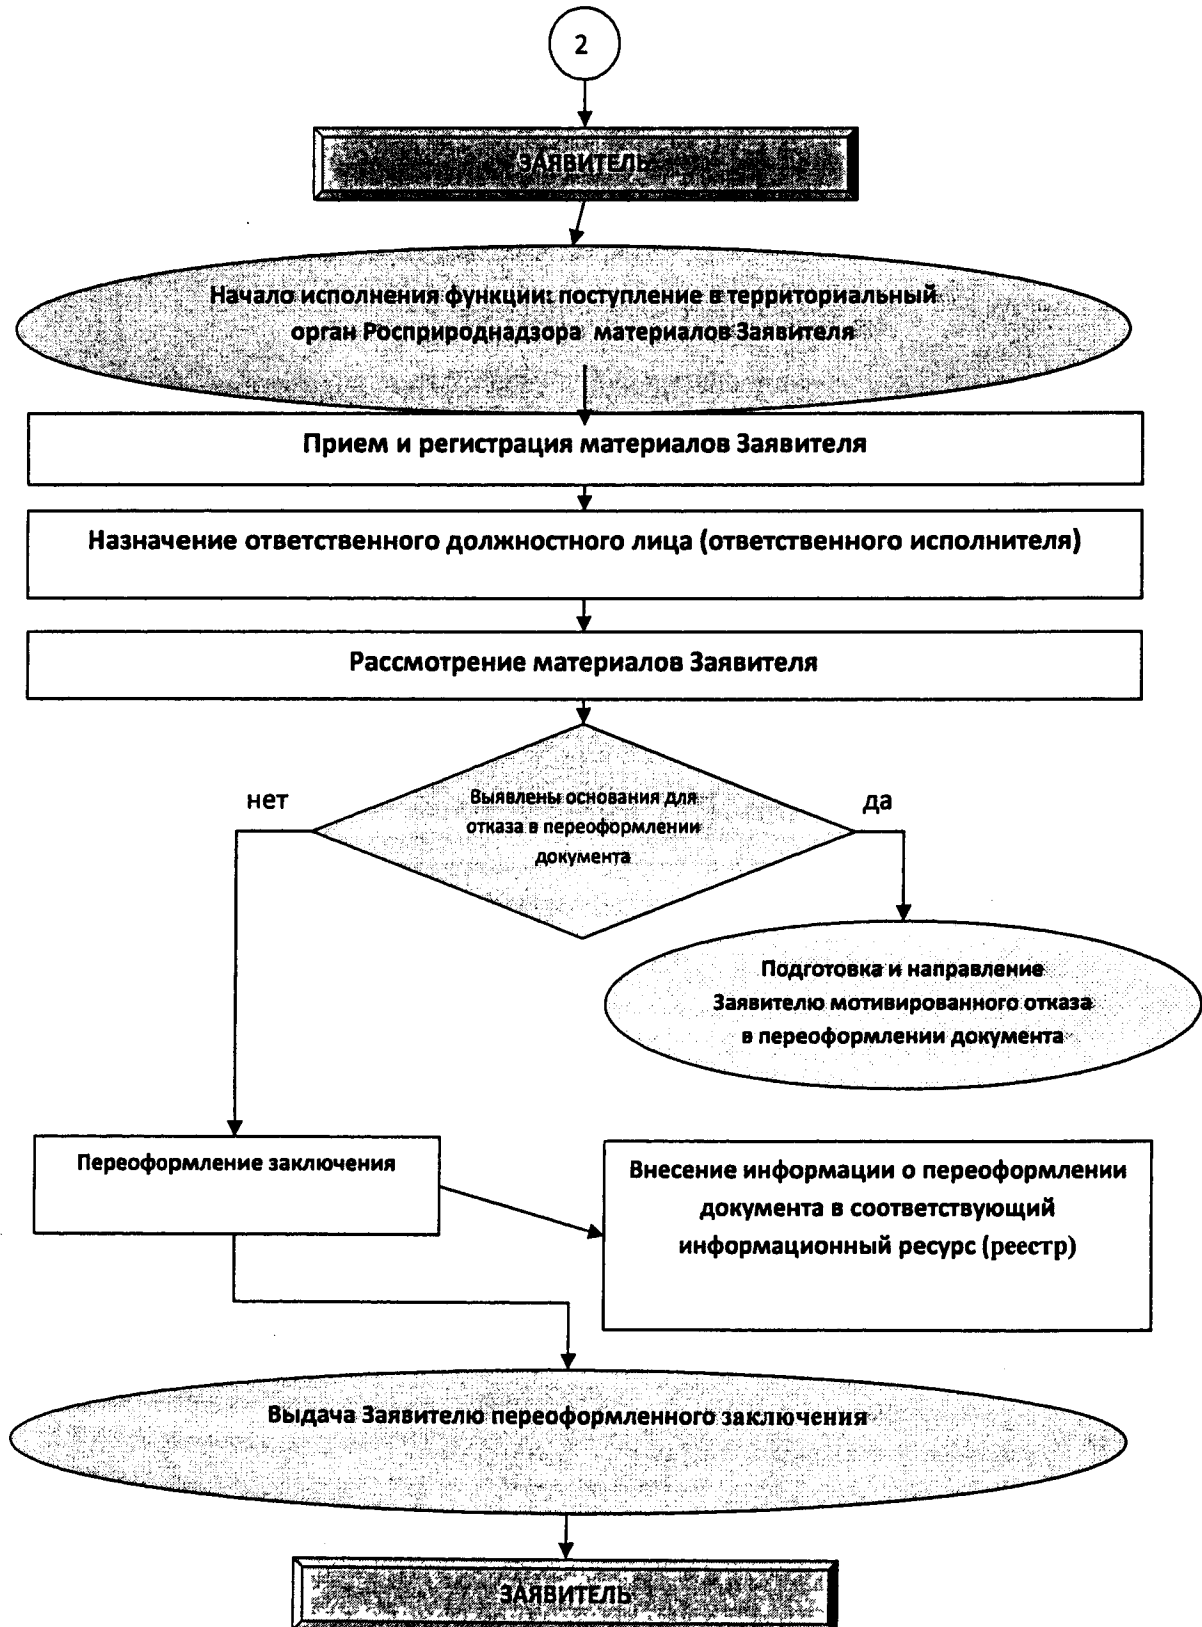 2
ЗАЯВИТЕЛЬ
Начало исполнения функции: поступление в территориальный
орган Росприроднадзора материалов Заявителя
Прием и регистрация материалов Заявителя
Назначение ответственного должностного лица (ответственного исполнителя)
Рассмотрение материалов Заявителя
нет
Выявлены основания для
отказа в переоформлении
документа
да
Подготовка и направление
Заявителю мотивированного отказа
в переоформлении документа
Переоформление заключения
Внесение информации о переоформлении
документа в соответствующий
информационный ресурс (реестр)
Выдача Заявителю переоформленного заключения
ЗАЯВИТЕЛЬ